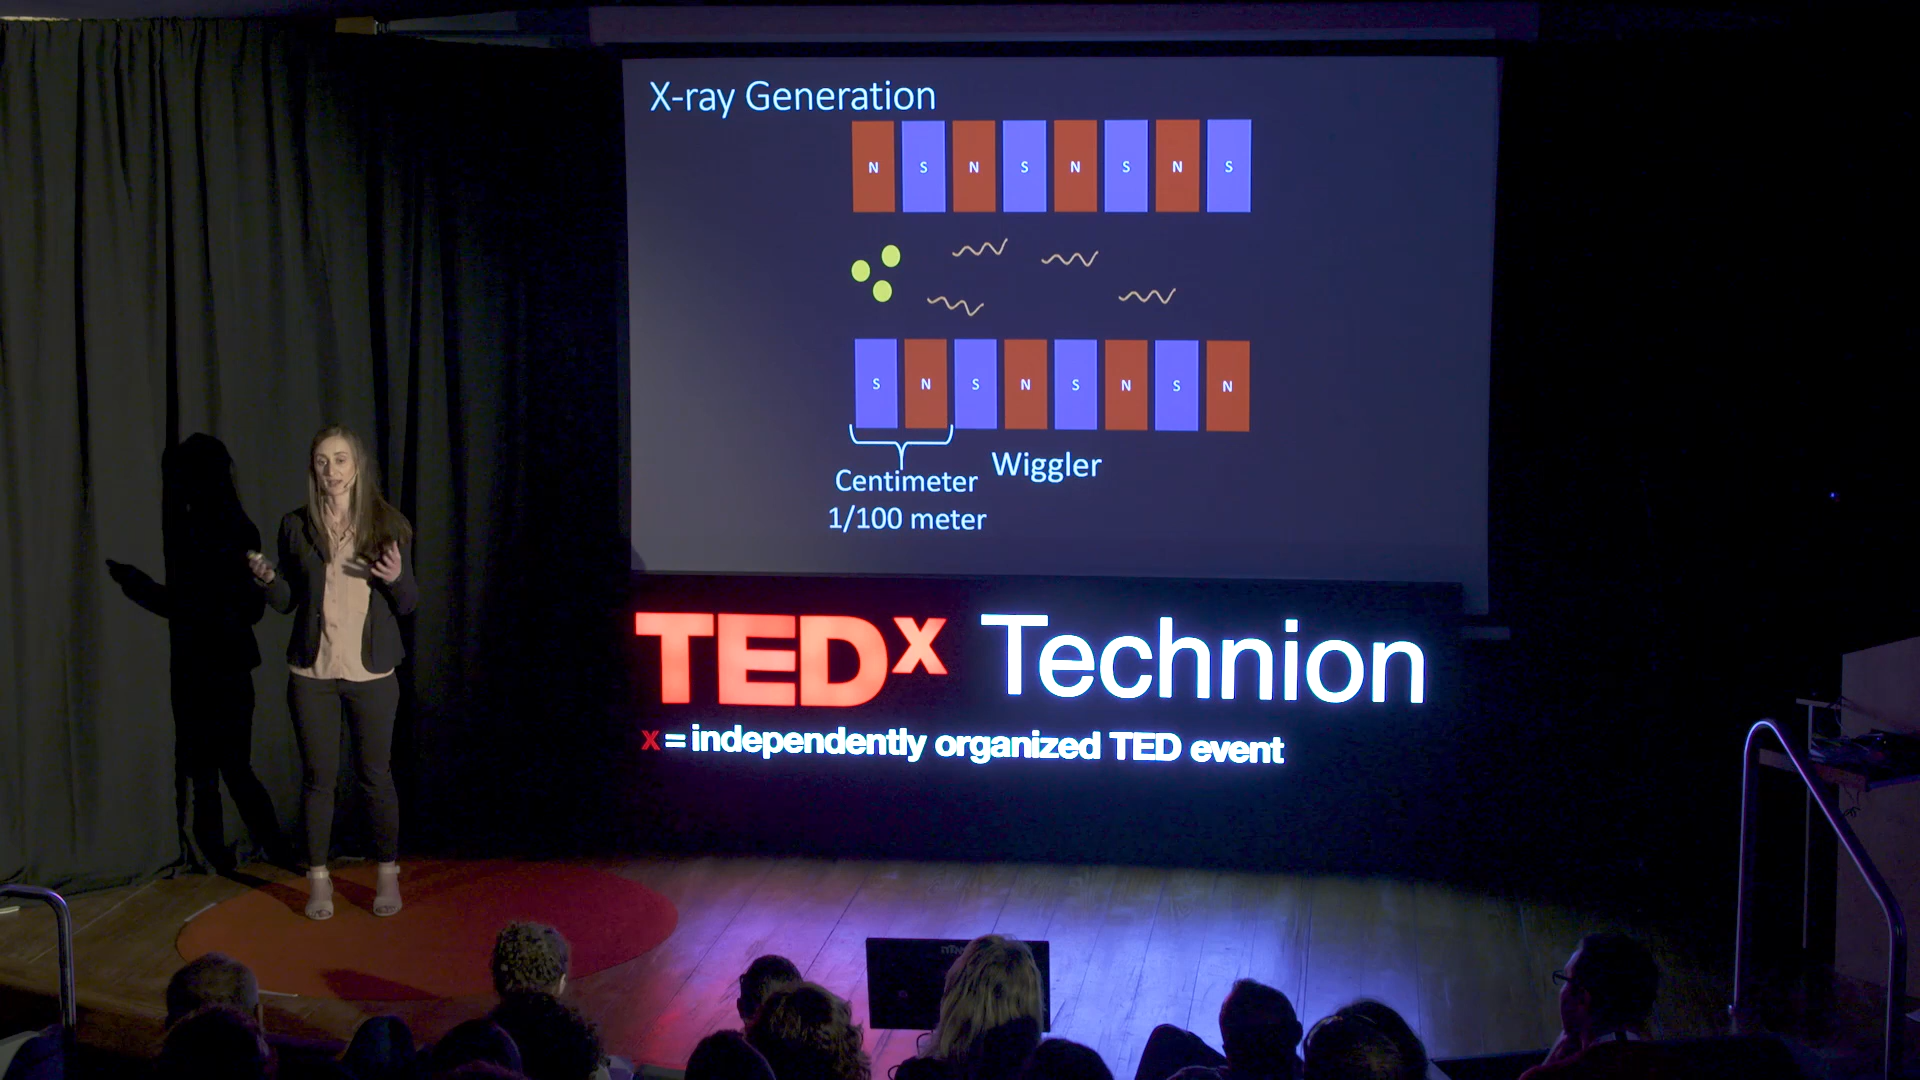 X-ray Generation
N S N S N S N S
S N S N S N S N
Centimeter
1/100 meter
Wiggler
TEDx Technion
x = independently organized TED event